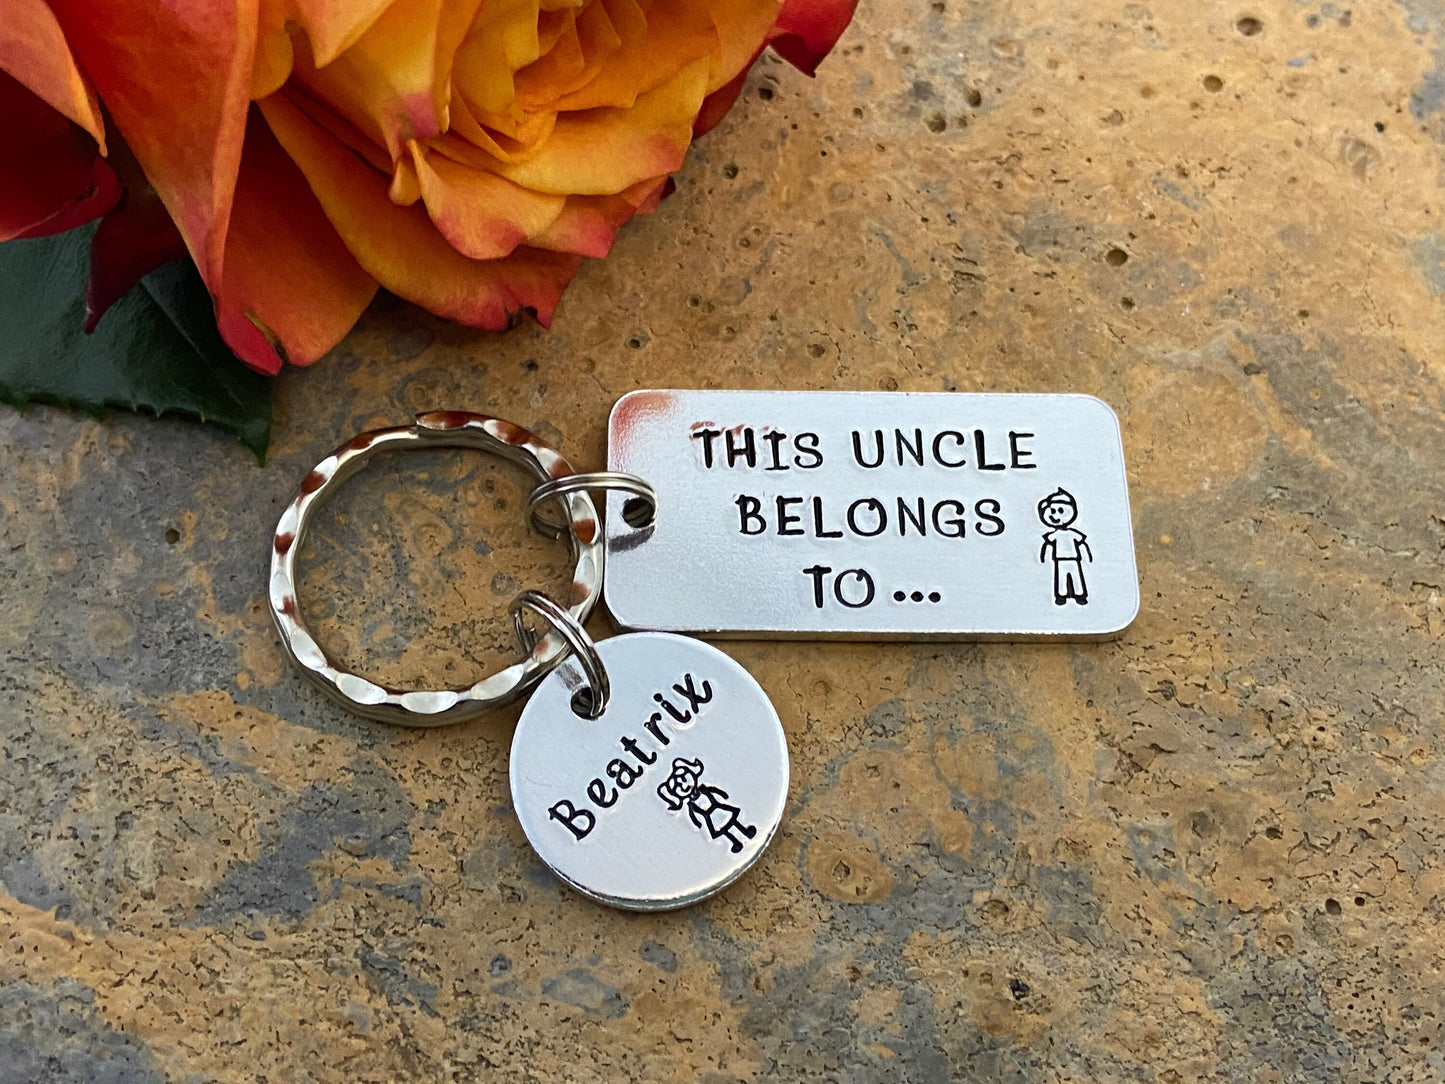 THIS UNCLE
BELONGS
TO...
Beatrix